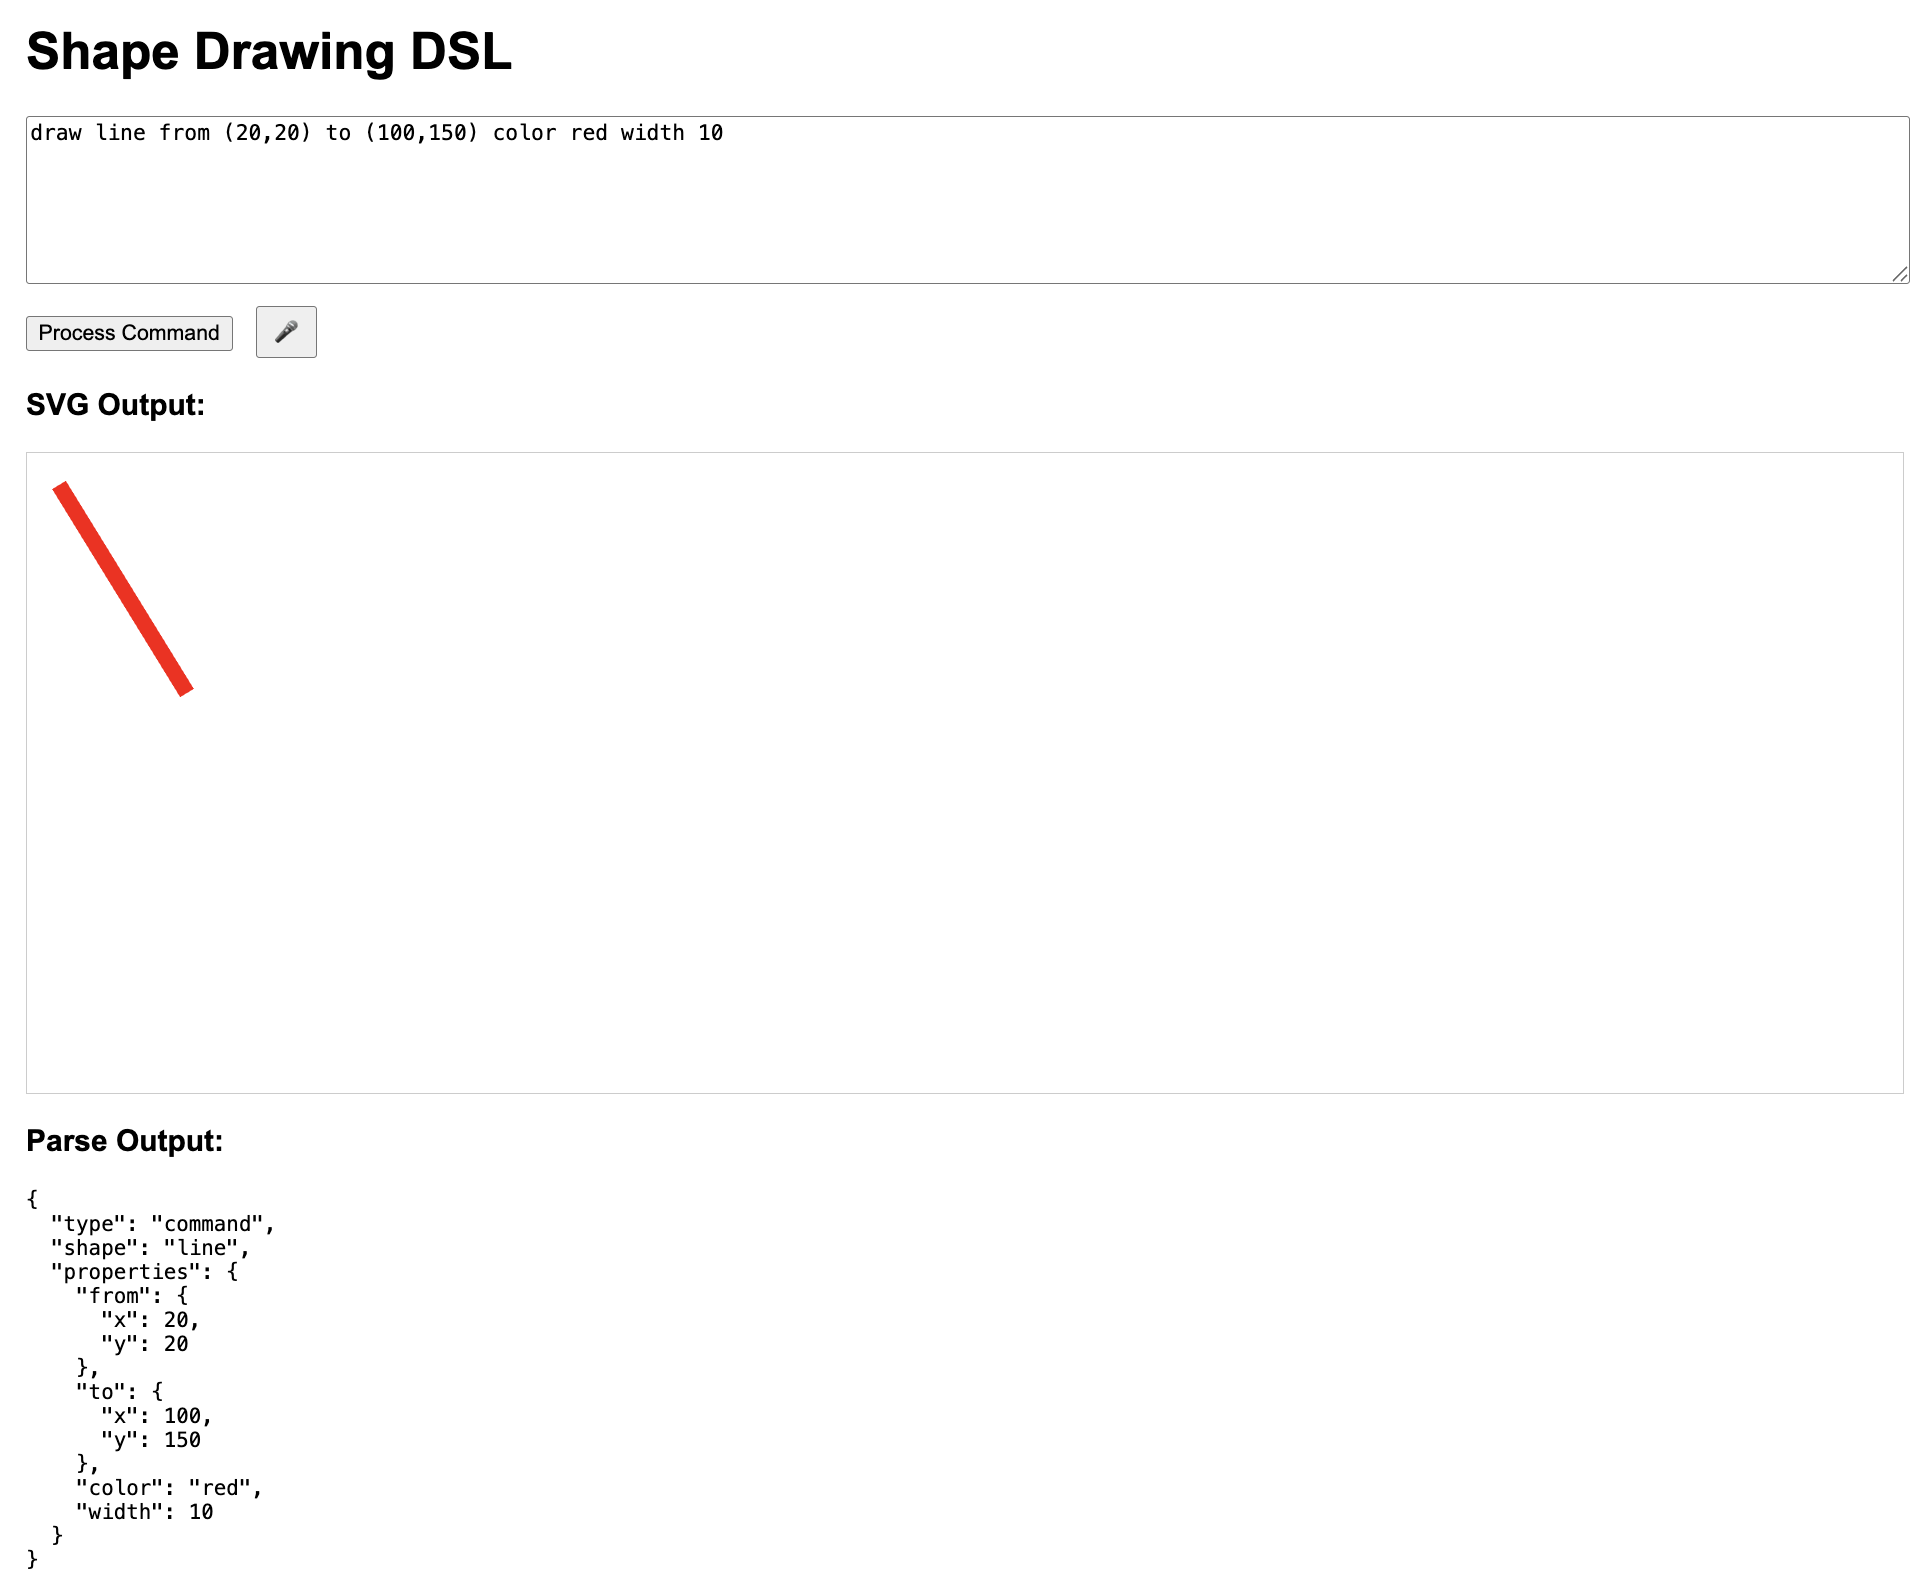 Shape Drawing DSL
draw line from (20,20) to (100,150) color red width 10
Process Command
SVG Output:
Parse Output:
{
  "type": "command",
  "shape": "line",
  "properties": {
    "from": {
      "x": 20,
      "y": 20
    },
    "to": {
      "x": 100,
      "y": 150
    },
    "color": "red",
    "width": 10
  }
}